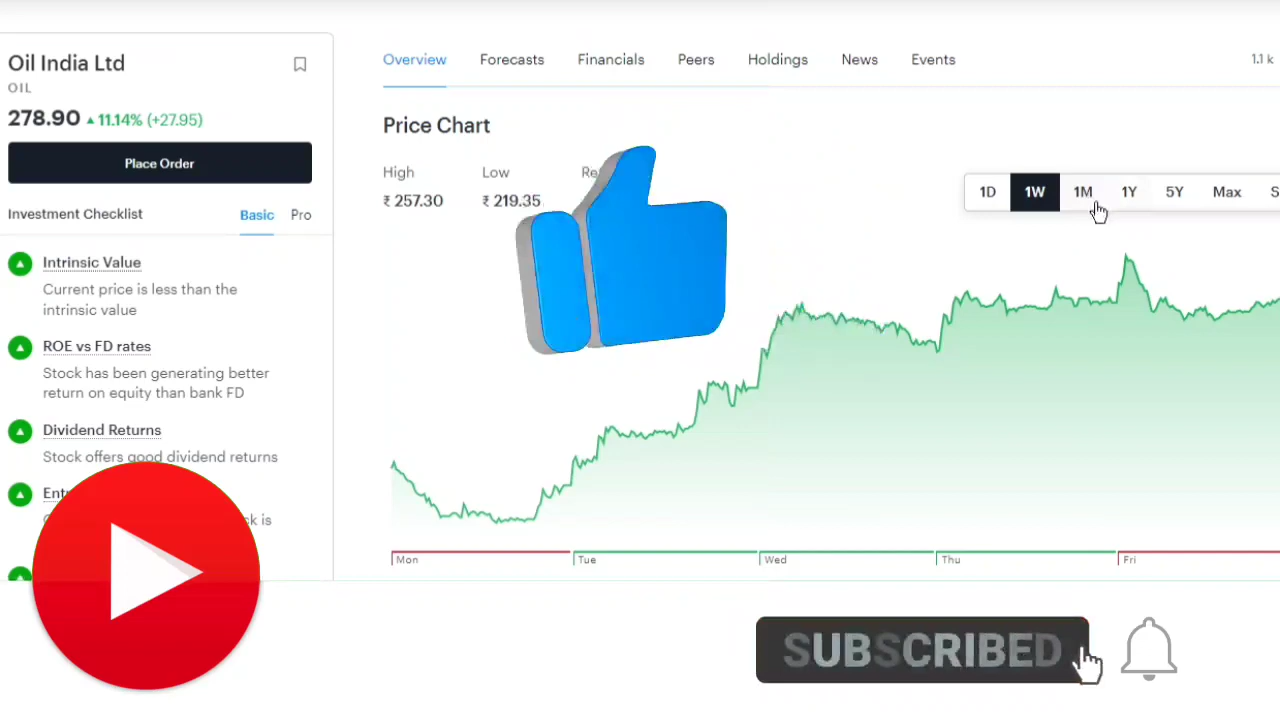 Oil India Ltd
OIL
278.90 ▲ 11.14% (+27.95)
Place Order
Investment Checklist Basic Pro
Intrinsic Value
Current price is less than the
intrinsic value
ROE vs FD rates
Stock has been generating better
return on equity than bank FD
Dividend Returns
Stock offers good dividend returns
is
Overview Forecasts Financials Peers Holdings News Events 1.1 k
Price Chart
High Low
₹ 257.30 ₹ 219.35
1D 1W 1M 1Y 5Y Max
Mon Tue Wed Thu Fri
SUBSCRIBED